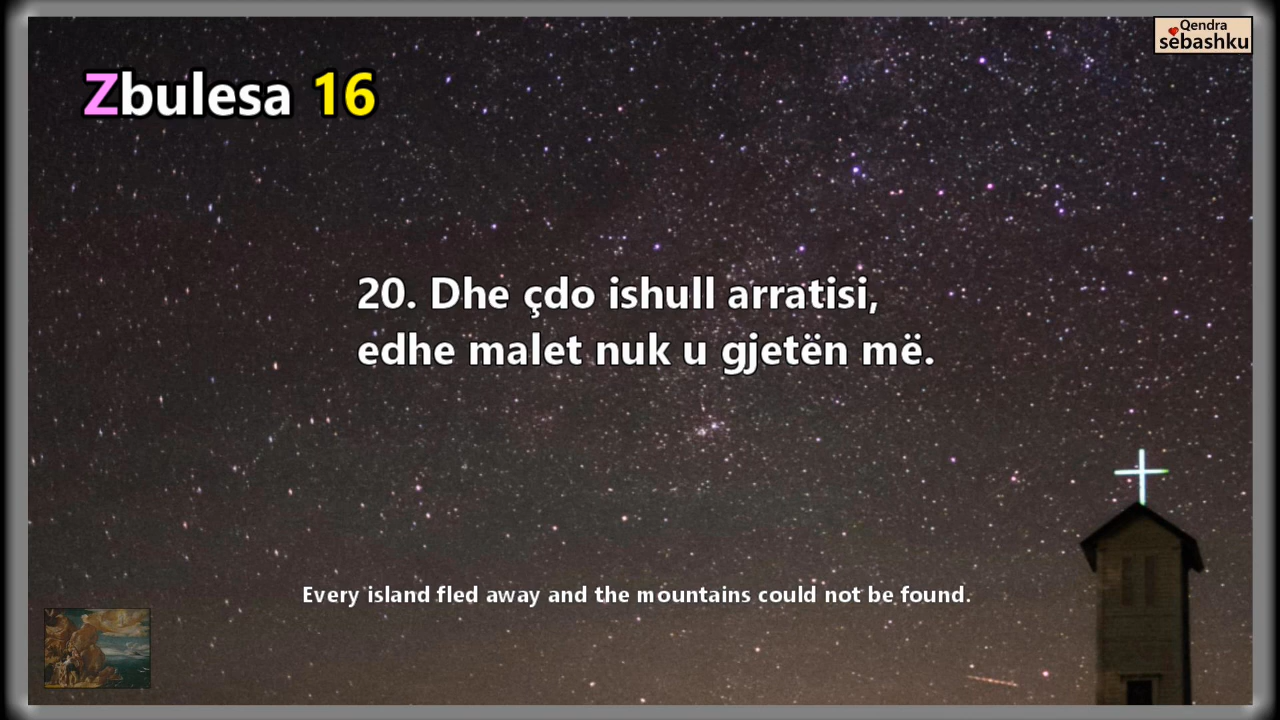 Qendra
sëbashku
Zbulesa 16
20. Dhe çdo ishull arratisi,
edhe malet nuk u gjetën më.
Every island fled away and the mountains could not be found.